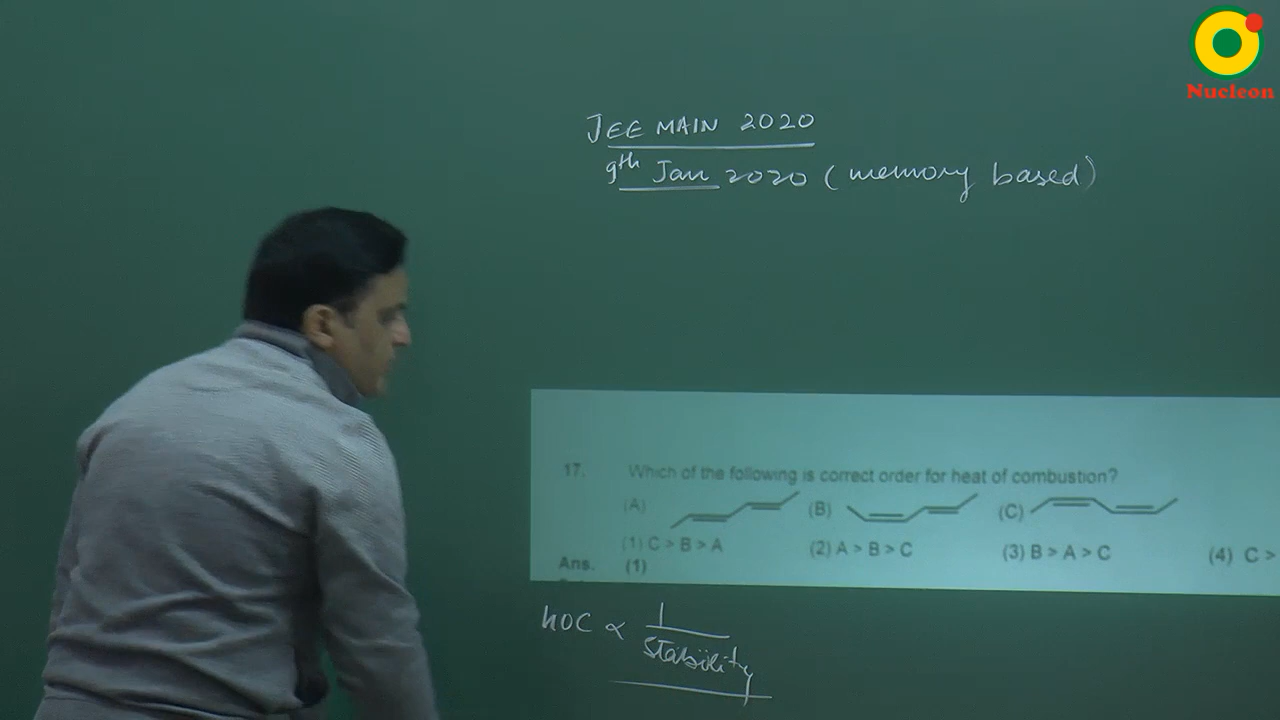 Nucleon
JEE MAIN 2020
9th Jan 2020 (memory based)
17. Which of the following is correct order for heat of combustion?
(A) (B) (C)
(1) C > B > A (2) A > B > C (3) B > A > C (4) C >
Ans. (1)
HOC ∝ 1
Stability